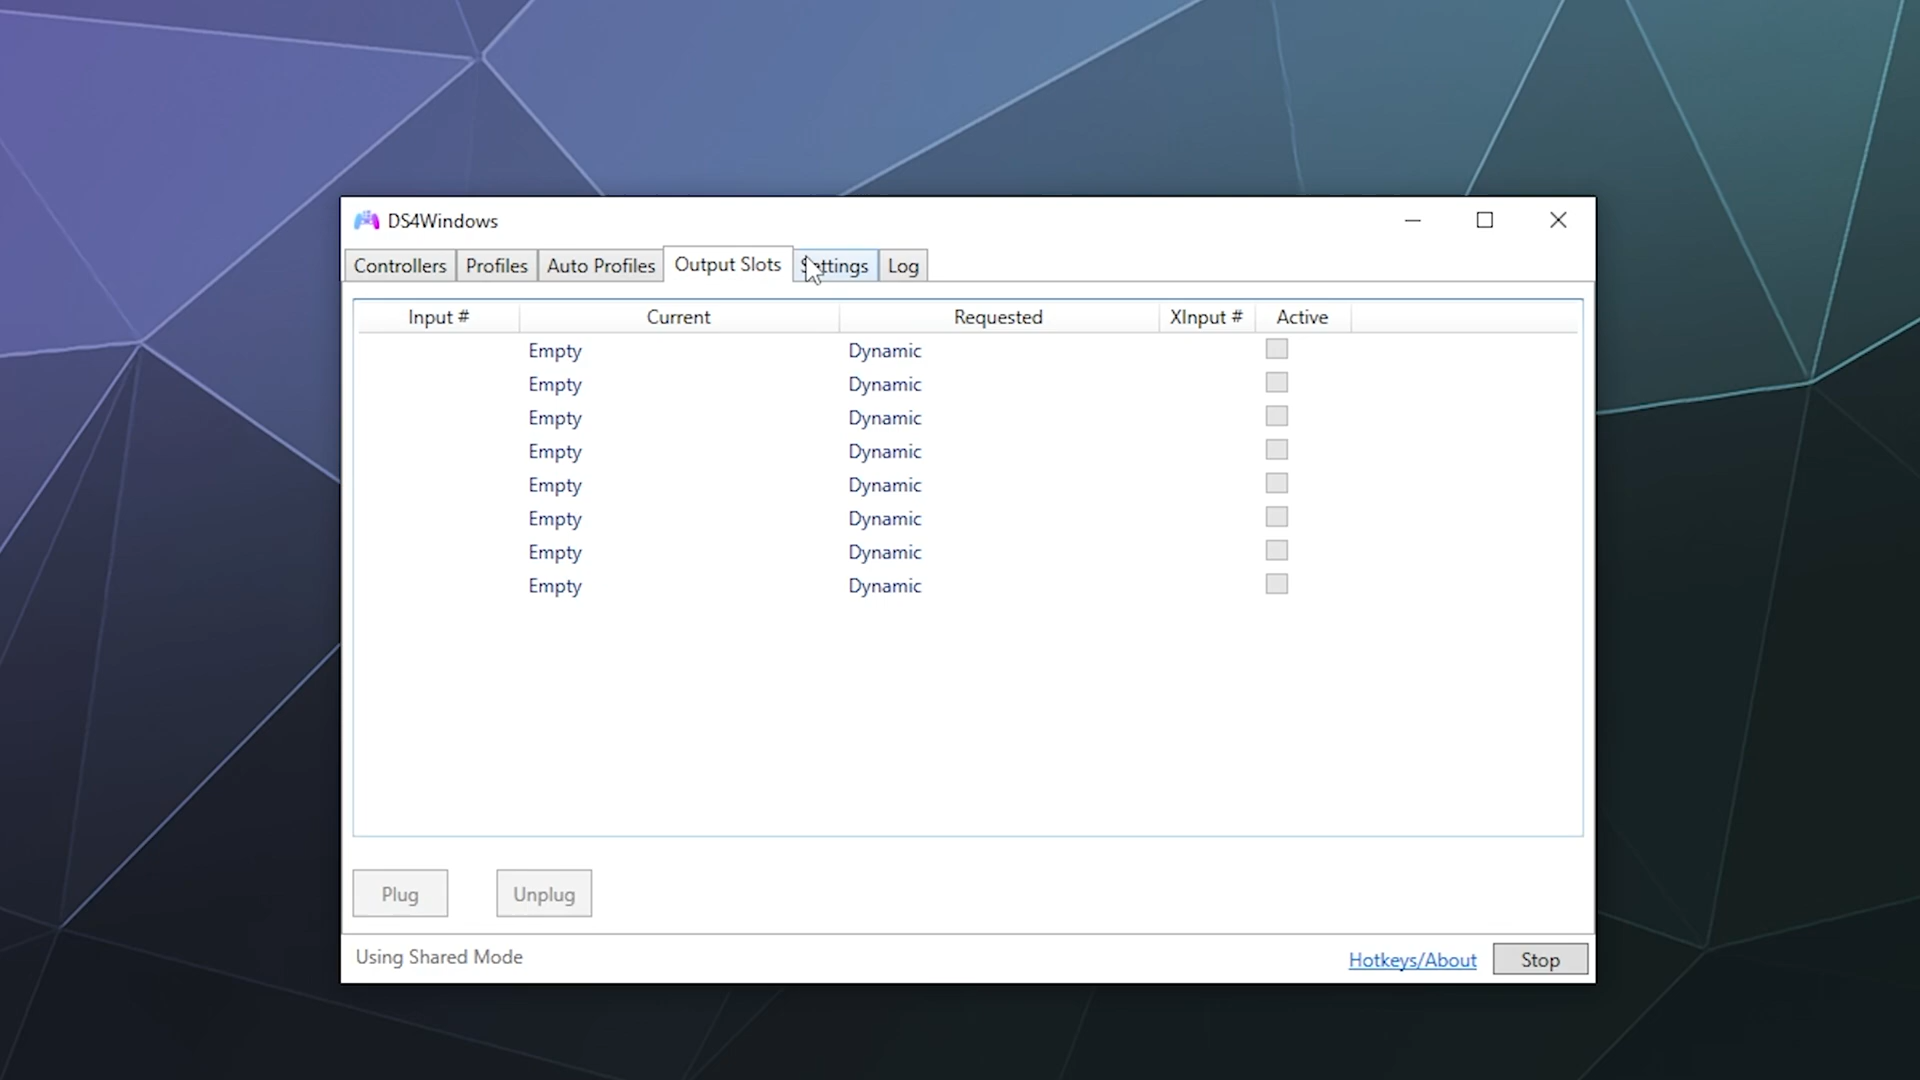 DS4Windows
Controllers Profiles Auto Profiles Output Slots Settings Log
Input # Current Requested XInput # Active
Empty Dynamic
Empty Dynamic
Empty Dynamic
Empty Dynamic
Empty Dynamic
Empty Dynamic
Empty Dynamic
Empty Dynamic
Plug Unplug
Using Shared Mode Hotkeys/About Stop